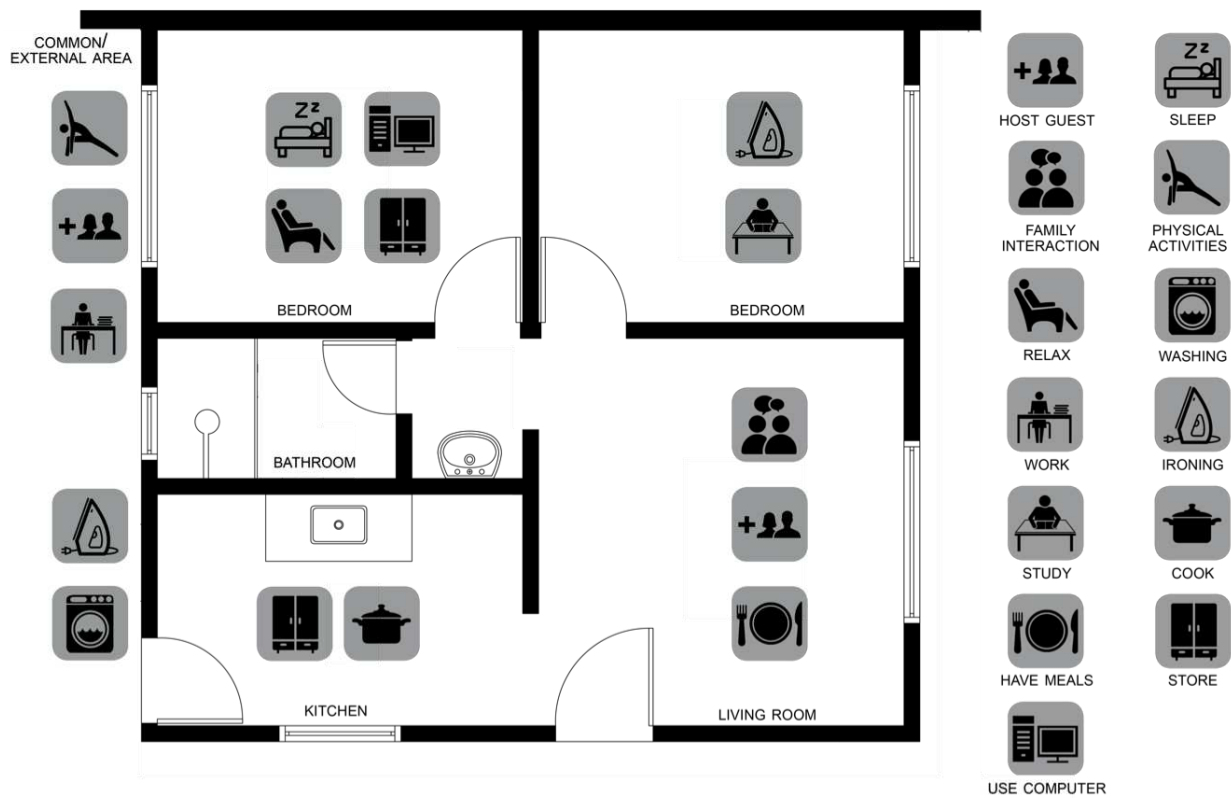 COMMON/
EXTERNAL AREA
BEDROOM
BEDROOM
BATHROOM
KITCHEN
LIVING ROOM
HOST GUEST
SLEEP
FAMILY
INTERACTION
PHYSICAL
ACTIVITIES
RELAX
WASHING
WORK
IRONING
STUDY
COOK
HAVE MEALS
STORE
USE COMPUTER